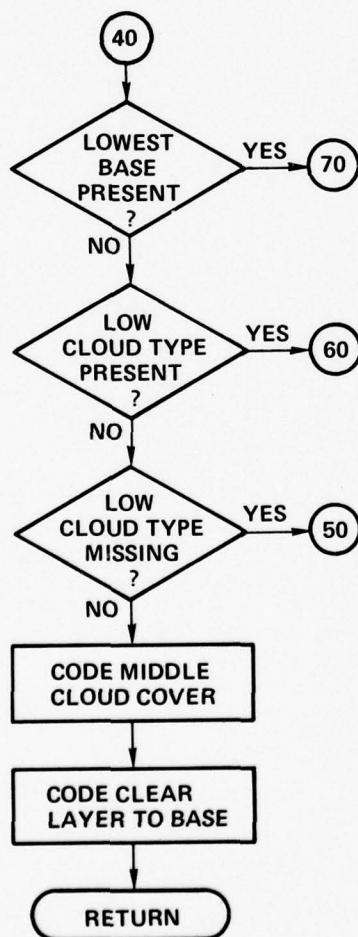 40
LOWEST
BASE
PRESENT
?
YES
70
NO
LOW
CLOUD TYPE
PRESENT
?
YES
60
NO
LOW
CLOUD TYPE
MISSING
?
YES
50
NO
CODE MIDDLE
CLOUD COVER
CODE CLEAR
LAYER TO BASE
RETURN